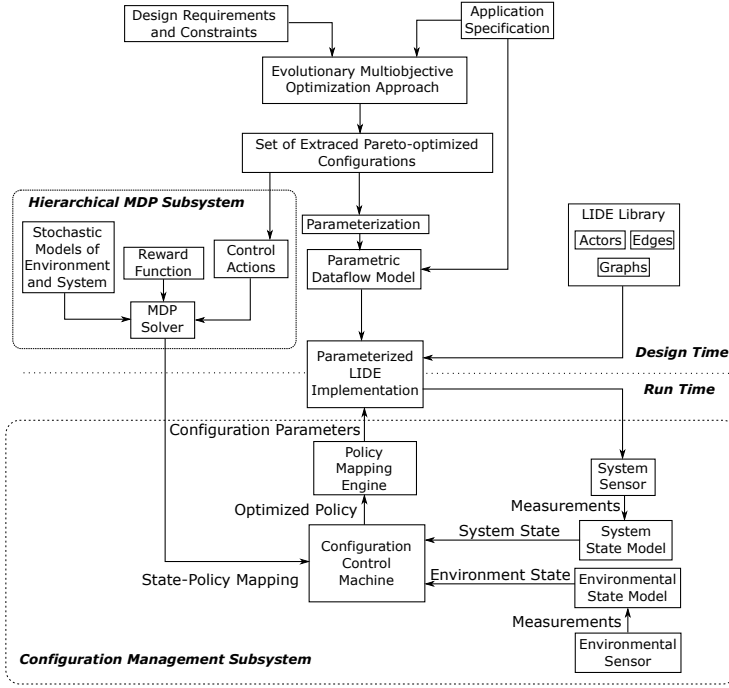 Design Requirements
and Constraints
Application
Specification
Evolutionary Multiobjective
Optimization Approach
Set of Extraced Pareto-optimized
Configurations
Hierarchical MDP Subsystem
Stochastic
Models of
Environment
and System
Reward
Function
Control
Actions
MDP
Solver
Parameterization
Parametric
Dataflow Model
LIDE Library
Actors
Edges
Graphs
Parameterized
LIDE
Implementation
Design Time
Run Time
Configuration Parameters
Policy
Mapping
Engine
Optimized Policy
System
Sensor
Measurements
System State
System
State Model
Configuration
Control
Machine
State-Policy Mapping
Environment State
Environmental
State Model
Measurements
Environmental
Sensor
Configuration Management Subsystem